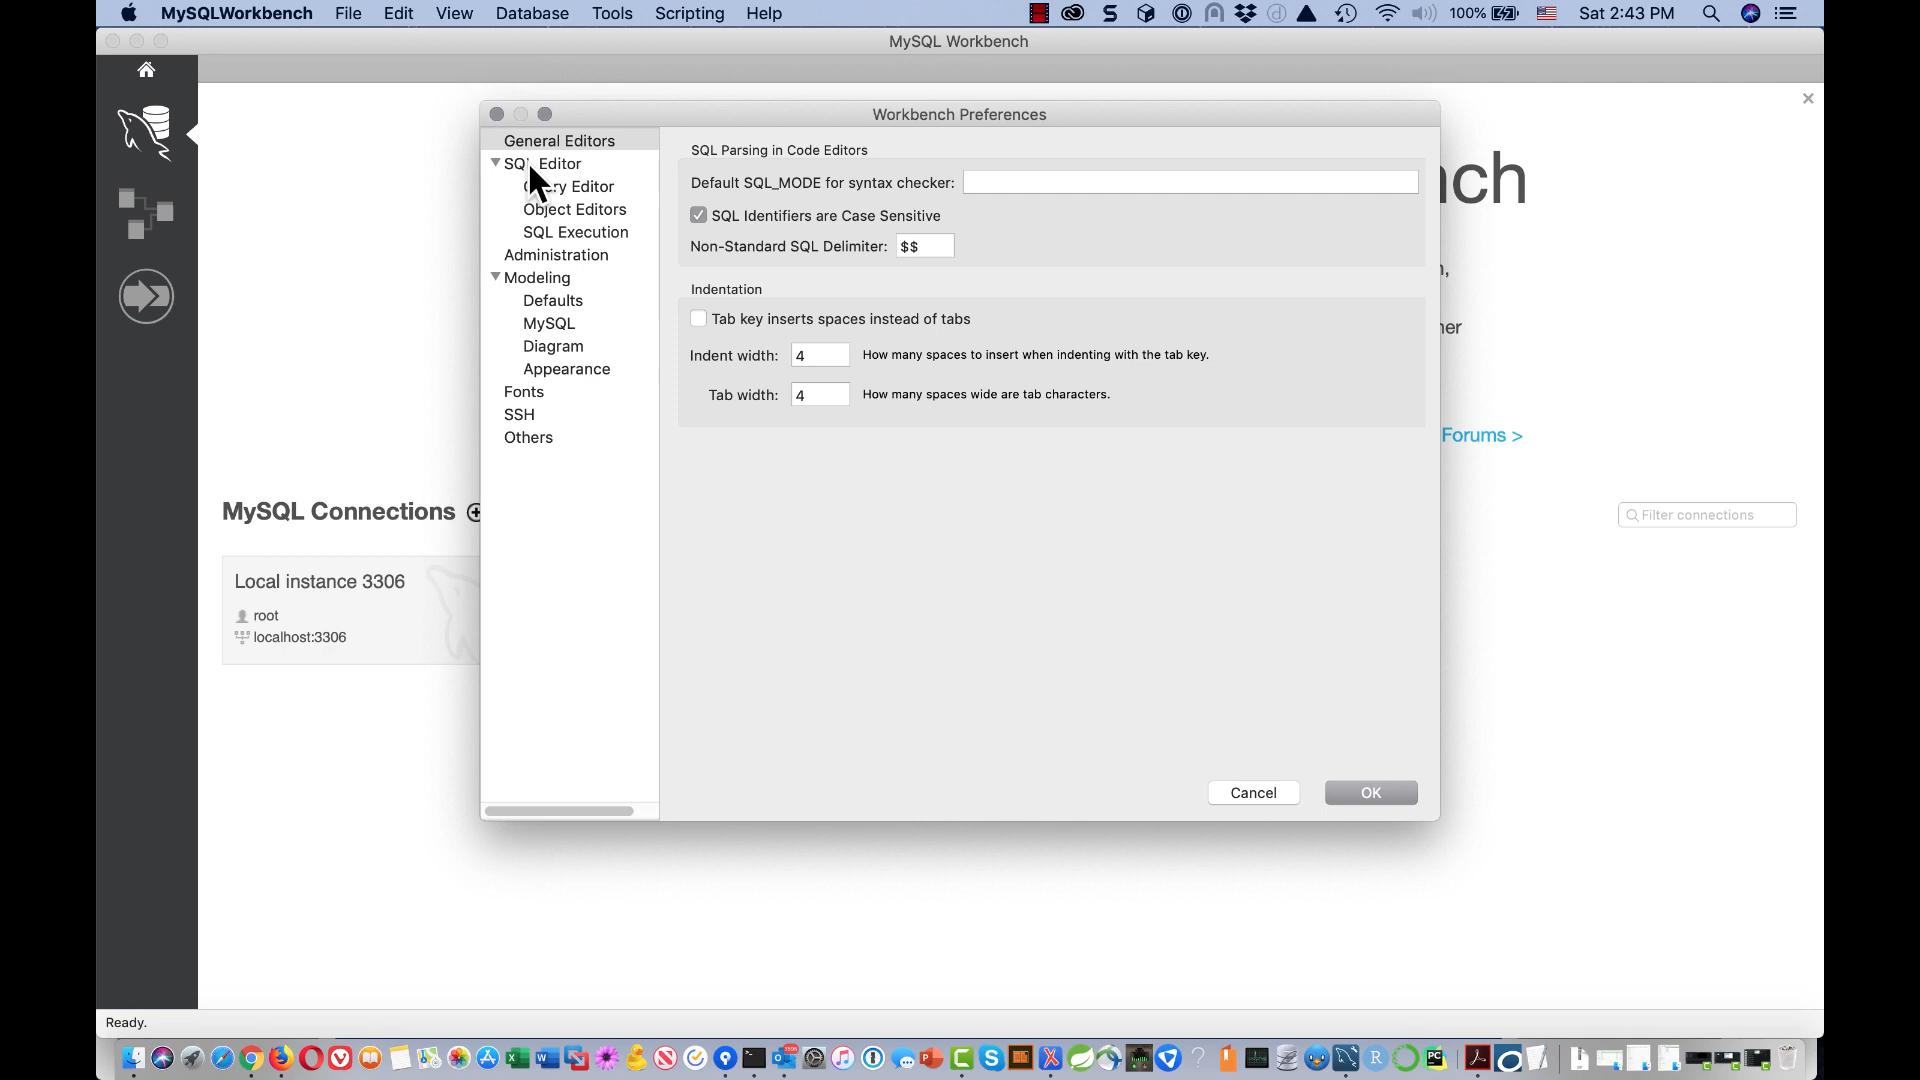 MySQLWorkbench File Edit View Database Tools Scripting Help 100% Sat 2:43 PM
MySQL Workbench
Workbench Preferences
General Editors
SQL Editor
Query Editor
Object Editors
SQL Execution
Administration
Modeling
Defaults
MySQL
Diagram
Appearance
Fonts
SSH
Others
SQL Parsing in Code Editors
Default SQL_MODE for syntax checker:
SQL Identifiers are Case Sensitive
Non-Standard SQL Delimiter: $$
Indentation
Tab key inserts spaces instead of tabs
Indent width: 4 How many spaces to insert when indenting with the tab key.
Tab width: 4 How many spaces wide are tab characters.
Cancel OK
ch
her
Forums >
MySQL Connections
Filter connections
Local instance 3306
root
localhost:3306
Ready.